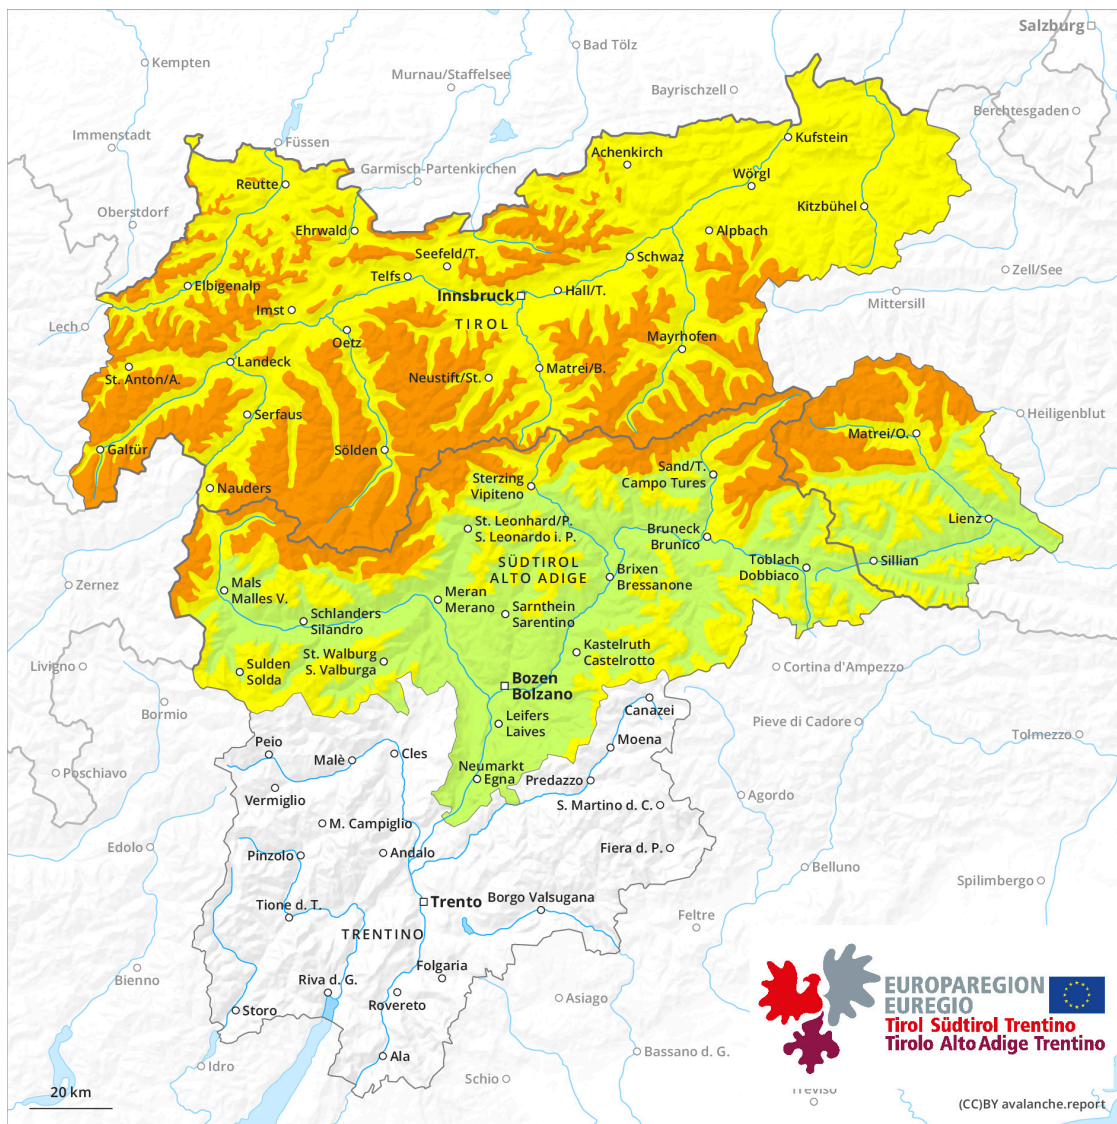 Salzburg
Bad Tölz
Kempten
Murnau/Staffelsee
Bayrischzell
Berchtesgaden
Immenstadt
Füssen
Kufstein
Achenkirch
Garmisch-Partenkirchen
Wörgl
Reutte
Oberstdorf
Kitzbühel
Ehrwald
Alpbach
Seefeld/T.
Schwaz
Telfs
Zell/See
Elbigenalp
Hall/T.
Innsbruck
Mittersill
Imst
TIROL
Lech
Oetz
Mayrhofen
Landeck
Matrei/B.
St. Anton/A.
Neustift/St.
Serfaus
Heiligenblut
Matrei/O.
Galtür
Sölden
Sand/T.
Campo Tures
Sterzing
Vipiteno
Nauders
St. Leonhard/P.
S. Leonardo i. P.
Bruneck
Brunico
Lienz
SÜDTIROL
ALTO ADIGE
Toblach
Dobbiaco
Sillian
Zernez
Mals
Malles V.
Brixen
Bressanone
Meran
Merano
Schlanders
Silandro
Sarnthein
Sarentino
Kastelruth
Castelrotto
St. Walburg
S. Valburga
Livigno
Sulden
Solda
Cortina d'Ampezzo
Bozen
Bolzano
Bormio
Canazei
Leifers
Laives
Pieve di Cadore
Peio
Moena
Tolmezzo
Malè
Cles
Poschiavo
Neumarkt
Egna
Predazzo
Vermiglio
Agordo
S. Martino d. C.
M. Campiglio
Edolo
Pinzolo
Andalo
Fiera d. P.
Belluno
Spilimbergo
Tione d. T.
Trento
Borgo Valsugana
Feltre
TRENTINO
Folgaria
Bienno
Riva d. G.
EUROPAREGION
EUREGIO
Tirol Südtirol Trentino
Tirolo Alto Adige Trentino
Rovereto
Asiago
Storo
Ala
Bassano d. G.
Idro
Schio
Treviso
20 km
(CC)BY avalanche.report